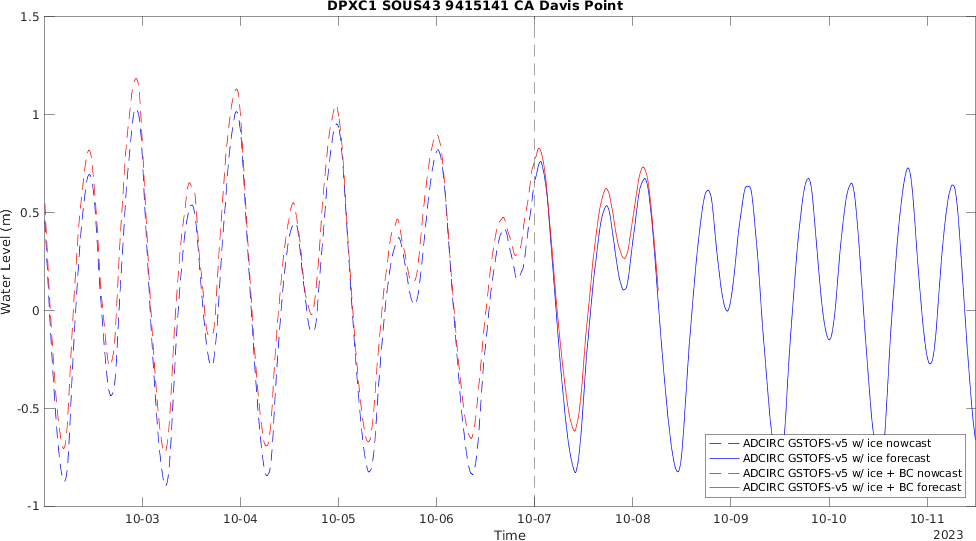 DPXC1 SOUS43 9415141 CA Davis Point
Water Level (m)
1.5
1
0.5
0
-0.5
-1
ADCIRC GSTOFS-v5 w/ ice nowcast
ADCIRC GSTOFS-v5 w/ ice forecast
ADCIRC GSTOFS-v5 w/ ice + BC nowcast
ADCIRC GSTOFS-v5 w/ ice + BC forecast
10-03 10-04 10-05 10-06 10-07 10-08 10-09 10-10 10-11
Time
2023